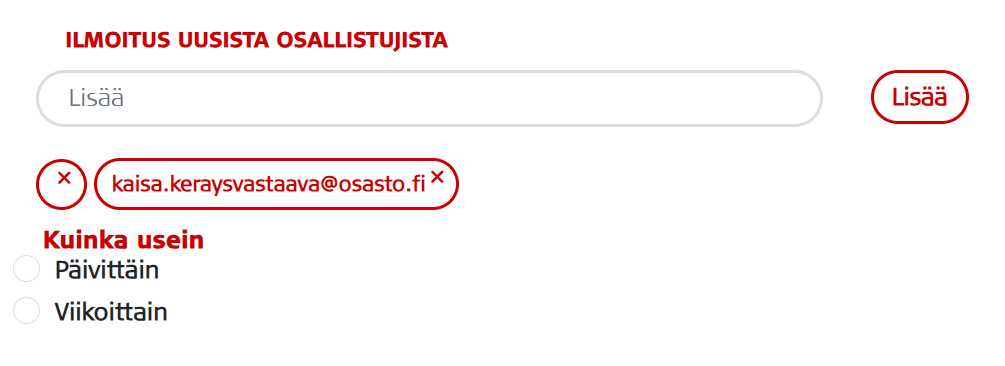 ILMOITUS UUSISTA OSALLISTUJISTA
Lisää
Lisää
kaisa.keraysvastaava@osasto.fi
Kuinka usein
Päivittäin
Viikoittain